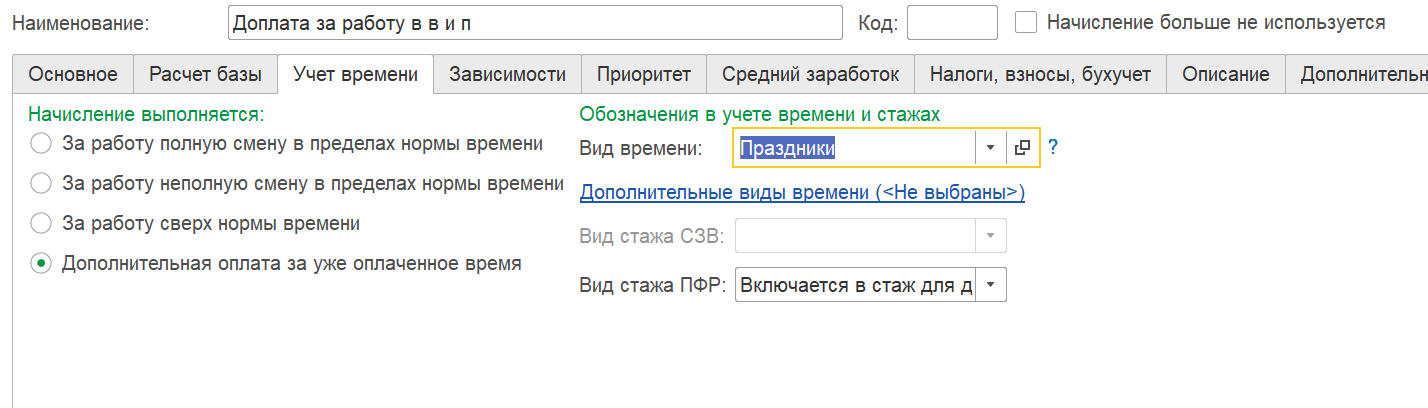 Наименование: Доплата за работу в в и п Код: Начисление больше не используется
Основное Расчет базы Учет времени Зависимости Приоритет Средний заработок Налоги, взносы, бухучет Описание Дополнительн
Начисление выполняется: Обозначения в учете времени и стажах
За работу полную смену в пределах нормы времени Вид времени: Праздники ?
За работу неполную смену в пределах нормы времени Дополнительные виды времени (<Не выбраны>)
За работу сверх нормы времени Вид стажа СЗВ:
Дополнительная оплата за уже оплаченное время Вид стажа ПФР: Включается в стаж для д